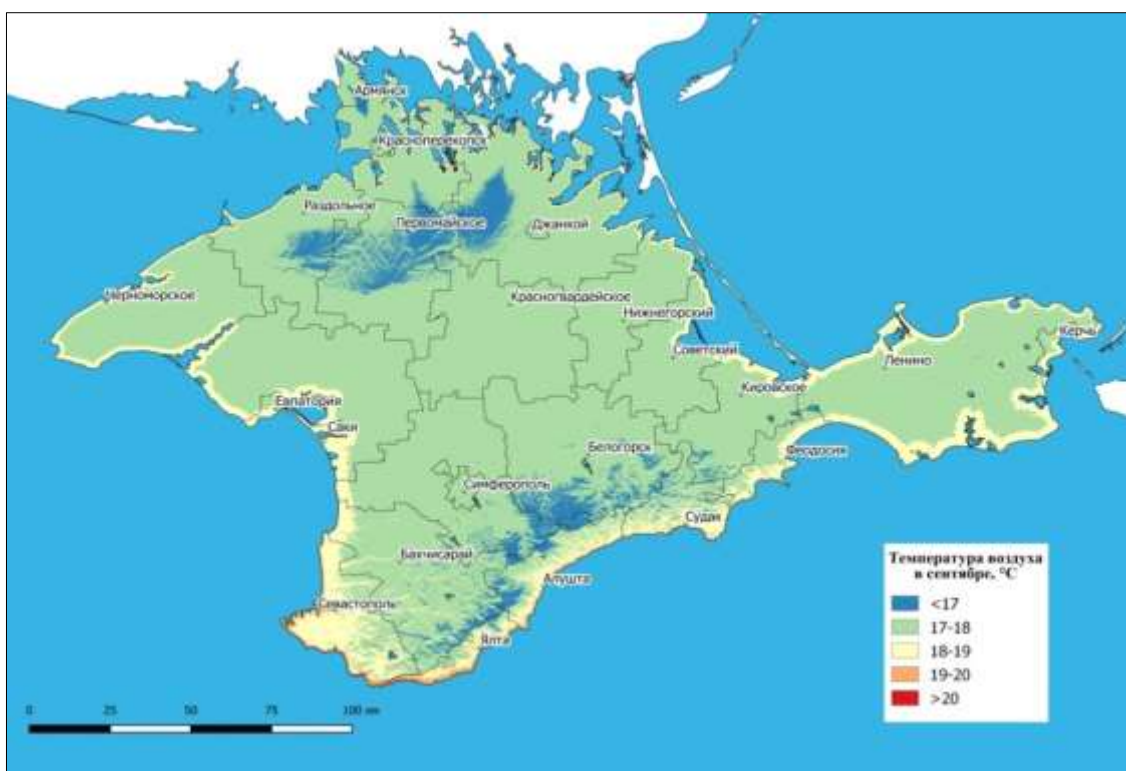 Армянск
Красноперекопск
Раздольное
Первомайское
Джанкой
Черноморское
Красногвардейское
Нижнегорский
Советский
Керчь
Ленино
Кировское
Евпатория
Саки
Белогорск
Феодосия
Симферополь
Судак
Бахчисарай
Алушта
Севастополь
Ялта
Температура воздуха
в сентябре, °C
<17
17-18
18-19
19-20
>20
0 25 50 75 100 км